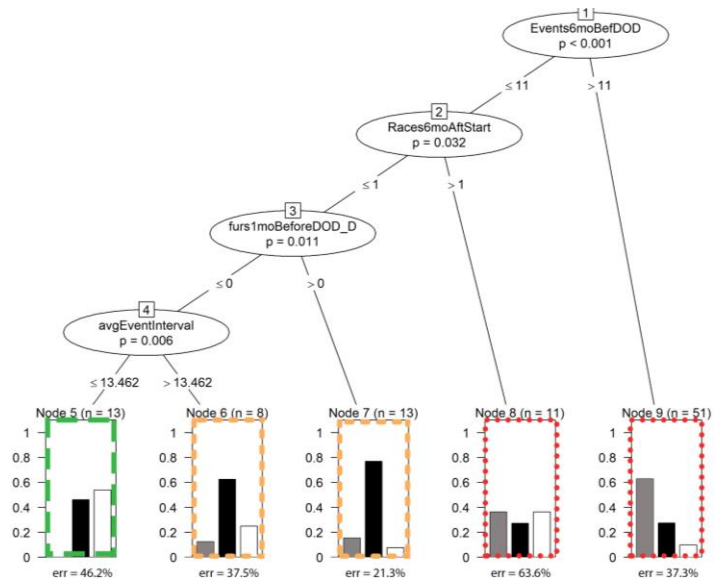 1
Events6moBefDOD
p < 0.001
≤ 11
> 11
2
Races6moAftStart
p = 0.032
≤ 1
> 1
3
furs1moBeforeDOD_D
p = 0.011
≤ 0
> 0
4
avgEventInterval
p = 0.006
≤ 13.462
> 13.462
Node 5 (n = 13)
1
0.8
0.6
0.4
0.2
0
err = 46.2%
Node 6 (n = 8)
1
0.8
0.6
0.4
0.2
0
err = 37.5%
Node 7 (n = 13)
1
0.8
0.6
0.4
0.2
0
err = 21.3%
Node 8 (n = 11)
1
0.8
0.6
0.4
0.2
0
err = 63.6%
Node 9 (n = 51)
1
0.8
0.6
0.4
0.2
0
err = 37.3%